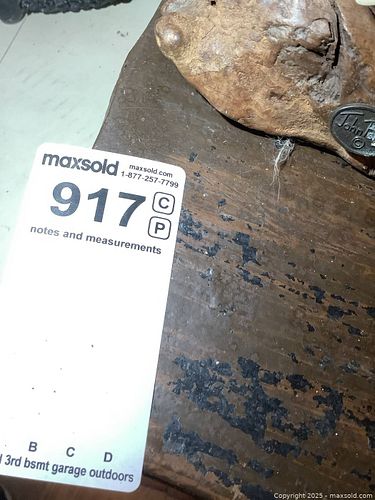 maxsold maxsold.com
1-877-257-7799
917 C
P
notes and measurements
B C D
3rd bsmt garage outdoors
John
©
Copyright 2025 - maxsold.com